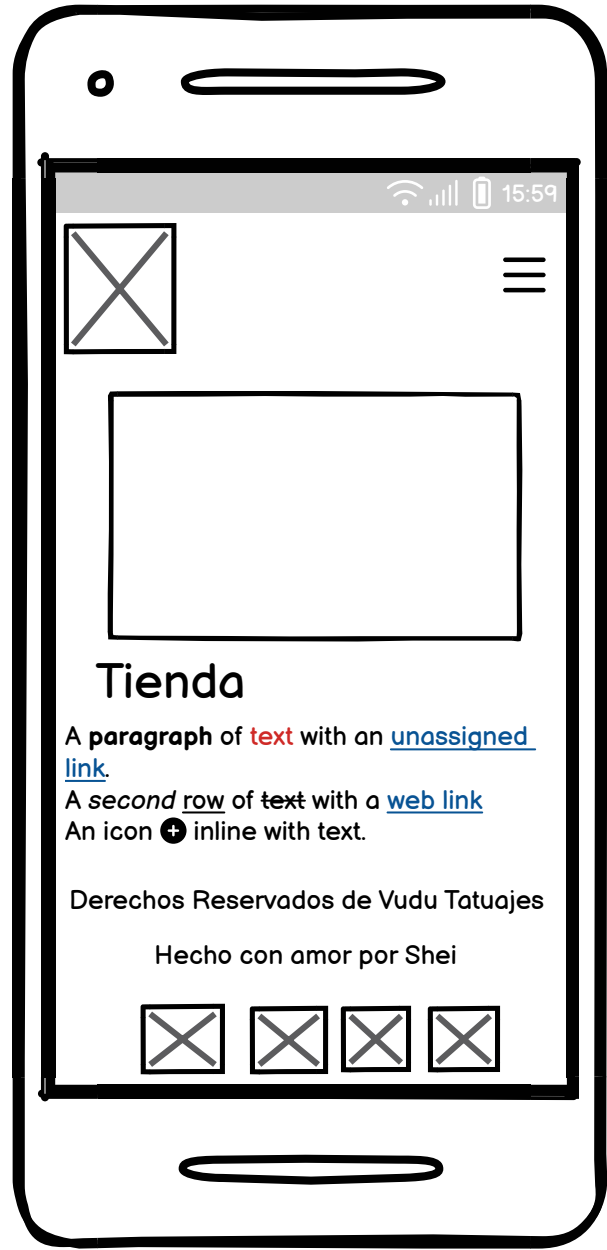 15:59
Tienda
A paragraph of text with an unassigned
link.
A second row of text with a web link
An icon + inline with text.
Derechos Reservados de Vudu Tatuajes
Hecho con amor por Shei